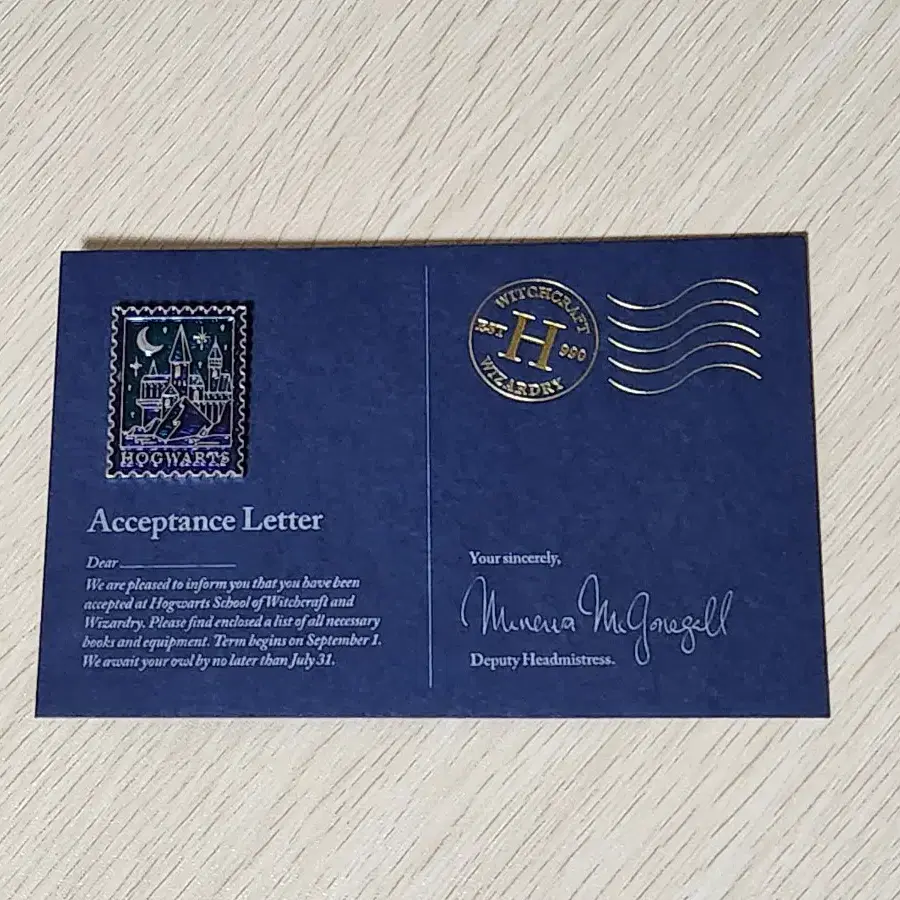 HOGWARTS
Acceptance Letter
Dear
We are pleased to inform you that you have been
accepted at Hogwarts School of Witchcraft and
Wizardry. Please find enclosed a list of all necessary
books and equipment. Term begins on September 1.
We await your owl by no later than July 31.
WITCHCRAFT
EST H 990
WIZARDRY
Your sincerely,
Minerva McGonagall
Deputy Headmistress.